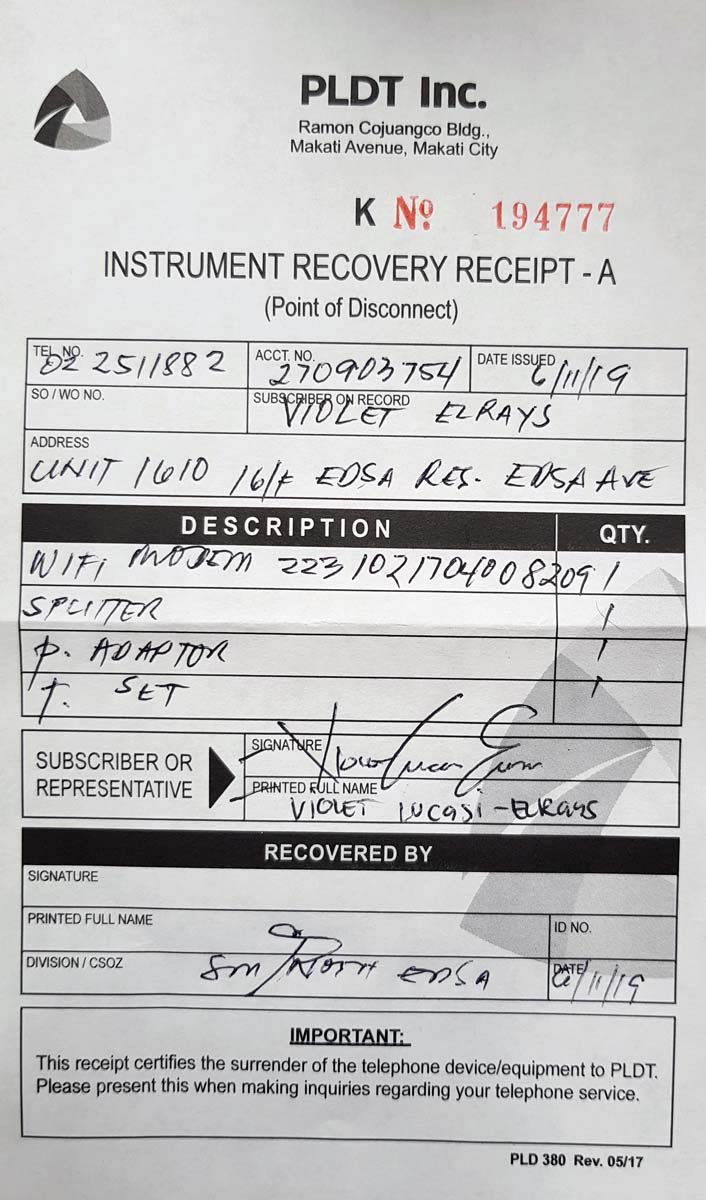 PLDT Inc.
Ramon Cojuangco Bldg.,
Makati Avenue, Makati City
K Nº 194777
INSTRUMENT RECOVERY RECEIPT - A
(Point of Disconnect)
TEL. NO. 02 2511882 ACCT. NO. 270903754 DATE ISSUED 6/11/19
SO / WO NO. SUBSCRIBER ON RECORD VIOLET ELRAYS
ADDRESS
UNIT 1610 16/F EDSA RES. EDSA AVE
DESCRIPTION QTY.
WIFI MODEM 2231021704008209 1
SPLITTER 1
P. ADAPTOR 1
T. SET 1
SUBSCRIBER OR REPRESENTATIVE
SIGNATURE
PRINTED FULL NAME
VIOLET LUCASI-ELRAYS
RECOVERED BY
SIGNATURE
PRINTED FULL NAME ID NO.
DIVISION / CSOZ SM/NORTH EDSA DATE 6/11/19
IMPORTANT:
This receipt certifies the surrender of the telephone device/equipment to PLDT.
Please present this when making inquiries regarding your telephone service.
PLD 380 Rev. 05/17